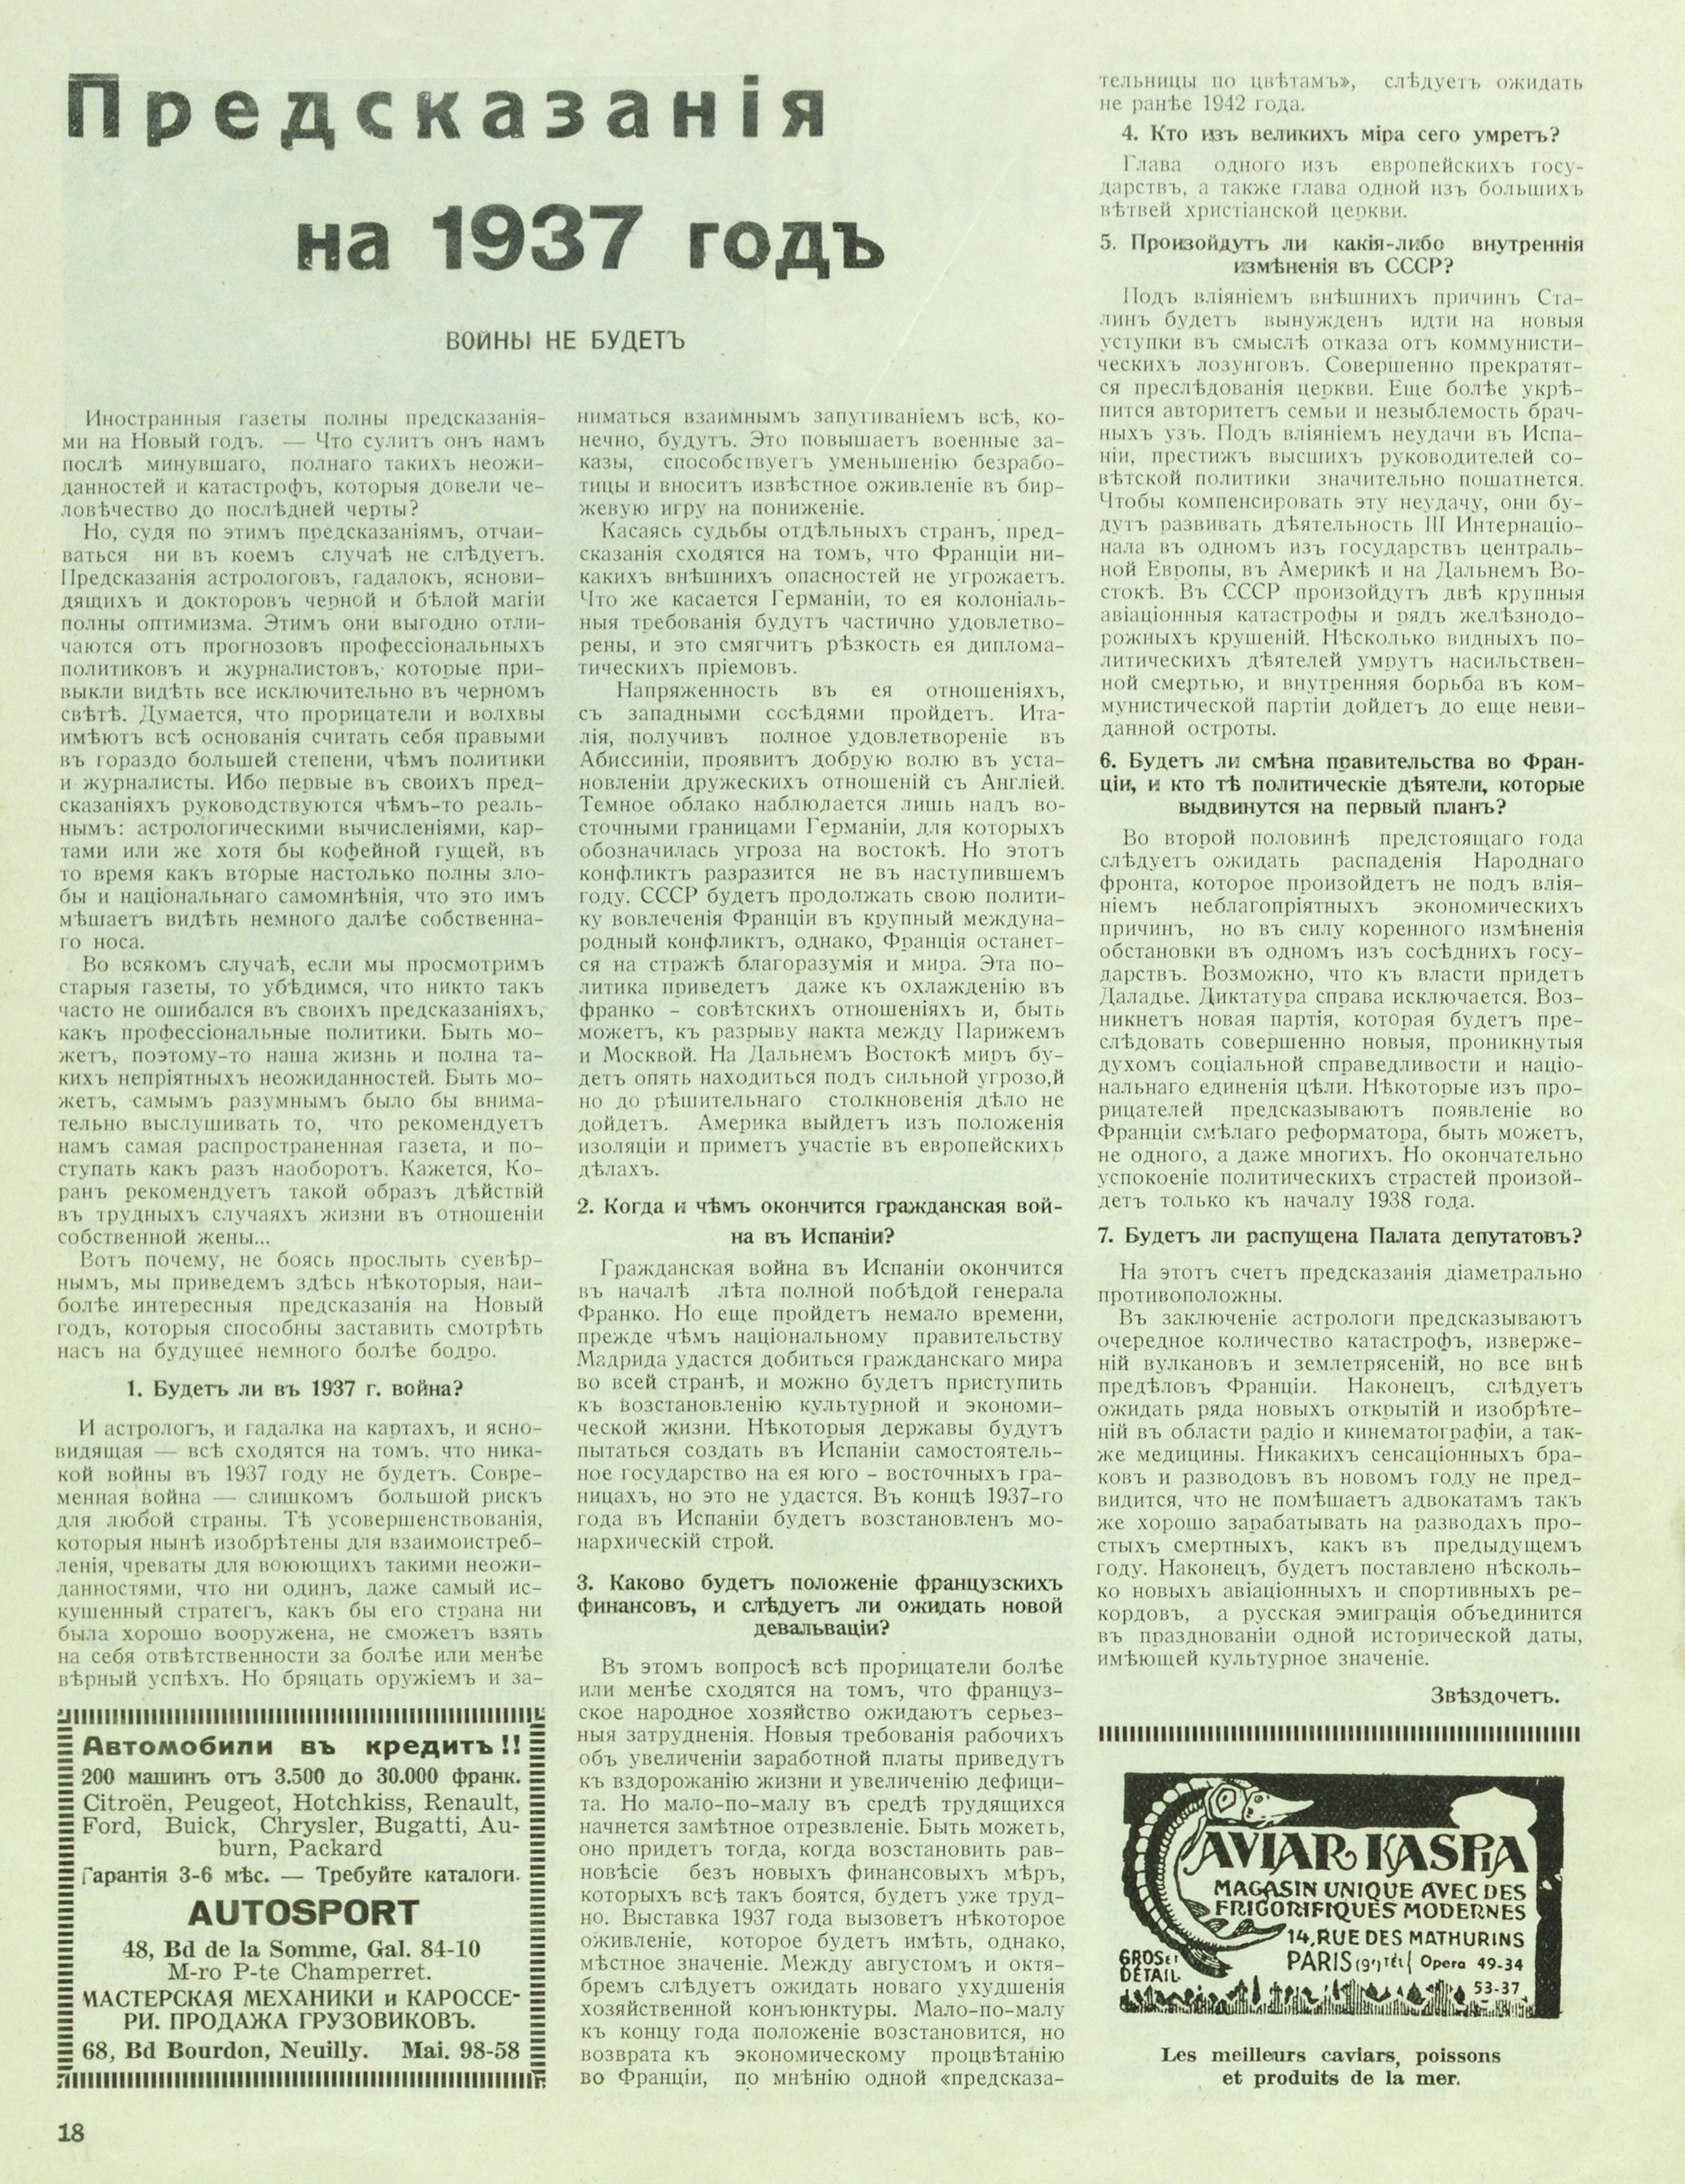 Предсказанія
на 1937 годъ
ВОЙНЫ НЕ БУДЕТЪ
Иностранныя газеты полны предсказанія-
ми на Новый годъ. — Что сулитъ онъ намъ
послѣ минувшаго, полнаго такихъ неожи-
данностей и катастрофъ, которыя довели че-
ловѣчество до послѣдней черты?
Но, судя по этимъ предсказаніямъ, отчаи-
ваться ни въ коемъ случаѣ не слѣдуетъ.
Предсказанія астрологовъ, гадалокъ, яснови-
дящихъ и докторовъ черной и бѣлой магіи
полны оптимизма. Этимъ они выгодно отли-
чаются отъ прогнозовъ профессіональныхъ
политиковъ и журналистовъ, которые при-
выкли видѣть все исключительно въ черномъ
свѣтѣ. Думается, что прорицатели и волхвы
имѣютъ всѣ основанія считать себя правыми
въ гораздо большей степени, чѣмъ политики
и журналисты. Ибо первые въ своихъ пред-
сказаніяхъ руководствуются чѣмъ-то реаль-
нымъ: астрологическими вычисленіями, кар-
тами или же хотя бы кофейной гущей, въ
то время какъ вторые настолько полны зло-
бы и національнаго самомнѣнія, что это имъ
мѣшаетъ видѣть немного далѣе собственна-
го носа.
Во всякомъ случаѣ, если мы просмотримъ
старыя газеты, то убѣдимся, что никто такъ
часто не ошибался въ своихъ предсказаніяхъ,
какъ профессіональные политики. Быть мо-
жетъ, поэтому-то наша жизнь и полна та-
кихъ непріятныхъ неожиданностей. Быть мо-
жетъ, самымъ разумнымъ было бы внима-
тельно выслушивать то, что рекомендуетъ
намъ самая распространенная газета, и по-
ступать какъ разъ наоборотъ. Кажется, Ко-
ранъ рекомендуетъ такой образъ дѣйствій
въ трудныхъ случаяхъ жизни въ отношеніи
собственной жены...
Вотъ почему, не боясь прослыть суевѣр-
нымъ, мы приведемъ здѣсь нѣкоторыя, наи-
болѣе интересныя предсказанія на Новый
годъ, которыя способны заставить смотрѣть
насъ на будущее немного болѣе бодро.
1. Будетъ ли въ 1937 г. война?
И астрологъ, и гадалка на картахъ, и ясно-
видящая — всѣ сходятся на томъ, что ника-
кой войны въ 1937 году не будетъ. Совре-
менная война — слишкомъ большой рискъ
для любой страны. Тѣ усовершенствованія,
которыя нынѣ изобрѣтены для взаимоистреб-
ленія, чреваты для воюющихъ такими неожи-
данностями, что ни одинъ, даже самый ис-
кушенный стратегъ, какъ бы его страна ни
была хорошо вооружена, не сможетъ взять
на себя отвѣтственности за болѣе или менѣе
вѣрный успѣхъ. Но бряцать оружіемъ и за-
Автомобили въ кредитъ!!
200 машинъ отъ 3.500 до 30.000 франк.
Citroën, Peugeot, Hotchkiss, Renault,
Ford, Buick, Chrysler, Bugatti, Au-
burn, Packard
Гарантія 3-6 мѣс. — Требуйте каталоги.
AUTOSPORT
48, Bd de la Somme, Gal. 84-10
M-ro P-te Champerret.
МАСТЕРСКАЯ МЕХАНИКИ и КАРОССЕ-
РИ. ПРОДАЖА ГРУЗОВИКОВЪ.
68, Bd Bourdon, Neuilly. Mai. 98-58
18
ниматься взаимнымъ запугиваніемъ всѣ, ко-
нечно, будутъ. Это повышаетъ военные за-
казы, способствуетъ уменьшенію безрабо-
тицы и вноситъ извѣстное оживленіе въ бир-
жевую игру на пониженіе.
Касаясь судьбы отдѣльныхъ странъ, пред-
сказанія сходятся на томъ, что Франціи ни-
какихъ внѣшнихъ опасностей не угрожаетъ.
Что же касается Германіи, то ея колоніаль-
ныя требованія будутъ частично удовлетво-
рены, и это смягчитъ рѣзкость ея диплома-
тическихъ пріемовъ.
Напряженность въ ея отношеніяхъ,
съ западными сосѣдями пройдетъ. Ита-
лія, получивъ полное удовлетвореніе въ
Абиссиніи, проявитъ добрую волю въ уста-
новленіи дружескихъ отношеній съ Англіей.
Темное облако наблюдается лишь надъ во-
сточными границами Германіи, для которыхъ
обозначилась угроза на востокѣ. Но этотъ
конфликтъ разразится не въ наступившемъ
году. СССР будетъ продолжать свою полити-
ку вовлеченія Франціи въ крупный междуна-
родный конфликтъ, однако, Франція останет-
ся на стражѣ благоразумія и мира. Эта по-
литика приведетъ даже къ охлажденію въ
франко - совѣтскихъ отношеніяхъ и, быть
можетъ, къ разрыву пакта между Парижемъ
и Москвой. На Дальнемъ Востокѣ миръ бу-
детъ опять находиться подъ сильной угрозо,й
но до рѣшительнаго столкновенія дѣло не
дойдетъ. Америка выйдетъ изъ положенія
изоляціи и приметъ участіе въ европейскихъ
дѣлахъ.
2. Когда и чѣмъ окончится гражданская вой-
на въ Испаніи?
Гражданская война въ Испаніи окончится
въ началѣ лѣта полной побѣдой генерала
Франко. Но еще пройдетъ немало времени,
прежде чѣмъ національному правительству
Мадрида удастся добиться гражданскаго мира
во всей странѣ, и можно будетъ приступить
къ возстановленію культурной и экономи-
ческой жизни. Нѣкоторыя державы будутъ
пытаться создать въ Испаніи самостоятель-
ное государство на ея юго - восточныхъ гра-
ницахъ, но это не удастся. Въ концѣ 1937-го
года въ Испаніи будетъ возстановленъ мо-
нархическій строй.
3. Каково будетъ положеніе французскихъ
финансовъ, и слѣдуетъ ли ожидать новой
девальваціи?
Въ этомъ вопросѣ всѣ прорицатели болѣе
или менѣе сходятся на томъ, что француз-
ское народное хозяйство ожидаютъ серьез-
ныя затрудненія. Новыя требованія рабочихъ
объ увеличеніи заработной платы приведутъ
къ вздорожанію жизни и увеличенію дефици-
та. Но мало-по-малу въ средѣ трудящихся
начнется замѣтное отрезвленіе. Быть можетъ,
оно придетъ тогда, когда возстановить рав-
новѣсіе безъ новыхъ финансовыхъ мѣръ,
которыхъ всѣ такъ боятся, будетъ уже труд-
но. Выставка 1937 года вызоветъ нѣкоторое
оживленіе, которое будетъ имѣть, однако,
мѣстное значеніе. Между августомъ и октя-
бремъ слѣдуетъ ожидать новаго ухудшенія
хозяйственной конъюнктуры. Мало-по-малу
къ концу года положеніе возстановится, но
возврата къ экономическому процвѣтанію
во Франціи, по мнѣнію одной «предсказа-
тельницы по цвѣтамъ», слѣдуетъ ожидать
не ранѣе 1942 года.
4. Кто изъ великихъ міра сего умретъ?
Глава одного изъ европейскихъ госу-
дарствъ, а также глава одной изъ большихъ
вѣтвей христіанской церкви.
5. Произойдутъ ли какія-либо внутреннія
измѣненія въ СССР?
Подъ вліяніемъ внѣшнихъ причинъ Ста-
линъ будетъ вынужденъ идти на новыя
уступки въ смыслѣ отказа отъ коммунисти-
ческихъ лозунговъ. Совершенно прекратят-
ся преслѣдованія церкви. Еще болѣе укрѣ-
пится авторитетъ семьи и незыблемость брач-
ныхъ узъ. Подъ вліяніемъ неудачи въ Испа-
ніи, престижъ высшихъ руководителей со-
вѣтской политики значительно пошатнется.
Чтобы компенсировать эту неудачу, они бу-
дутъ развивать дѣятельность III Интернаціо-
нала въ одномъ изъ государствъ централь-
ной Европы, въ Америкѣ и на Дальнемъ Во-
стокѣ. Въ СССР произойдутъ двѣ крупныя
авіаціонныя катастрофы и рядъ желѣзнодо-
рожныхъ крушеній. Нѣсколько видныхъ по-
литическихъ дѣятелей умрутъ насильствен-
ной смертью, и внутренняя борьба въ ком-
мунистической партіи дойдетъ до еще неви-
данной остроты.
6. Будетъ ли смѣна правительства во Фран-
ціи, и кто тѣ политическіе дѣятели, которые
выдвинутся на первый планъ?
Во второй половинѣ предстоящаго года
слѣдуетъ ожидать распаденія Народнаго
фронта, которое произойдетъ не подъ влія-
ніемъ неблагопріятныхъ экономическихъ
причинъ, но въ силу коренного измѣненія
обстановки въ одномъ изъ сосѣднихъ госу-
дарствъ. Возможно, что къ власти придетъ
Даладье. Диктатура справа исключается. Воз-
никнетъ новая партія, которая будетъ пре-
слѣдовать совершенно новыя, проникнутыя
духомъ соціальной справедливости и націо-
нальнаго единенія цѣли. Нѣкоторые изъ про-
рицателей предсказываютъ появленіе во
Франціи смѣлаго реформатора, быть можетъ,
не одного, а даже многихъ. Но окончательно
успокоеніе политическихъ страстей произой-
детъ только къ началу 1938 года.
7. Будетъ ли распущена Палата депутатовъ?
На этотъ счетъ предсказанія діаметрально
противоположны.
Въ заключеніе астрологи предсказываютъ
очередное количество катастрофъ, изверже-
ній вулкановъ и землетрясеній, но все внѣ
предѣловъ Франціи. Наконецъ, слѣдуетъ
ожидать ряда новыхъ открытій и изобрѣте-
ній въ области радіо и кинематографіи, а так-
же медицины. Никакихъ сенсаціонныхъ бра-
ковъ и разводовъ въ новомъ году не пред-
видится, что не помѣшаетъ адвокатамъ такъ
же хорошо зарабатывать на разводахъ про-
стыхъ смертныхъ, какъ въ предыдущемъ
году. Наконецъ, будетъ поставлено нѣсколь-
ко новыхъ авіаціонныхъ и спортивныхъ ре-
кордовъ, а русская эмиграція объединится
въ празднованіи одной исторической даты,
имѣющей культурное значеніе.
Звѣздочетъ.
CAVIAR KASPIA
MAGASIN UNIQUE AVEC DES
FRIGORIFIQUES MODERNES
14, RUE DES MATHURINS
GROS ET DETAIL
PARIS (9e) Tél Opera 49-34
53-37
Les meilleurs caviars, poissons
et produits de la mer.